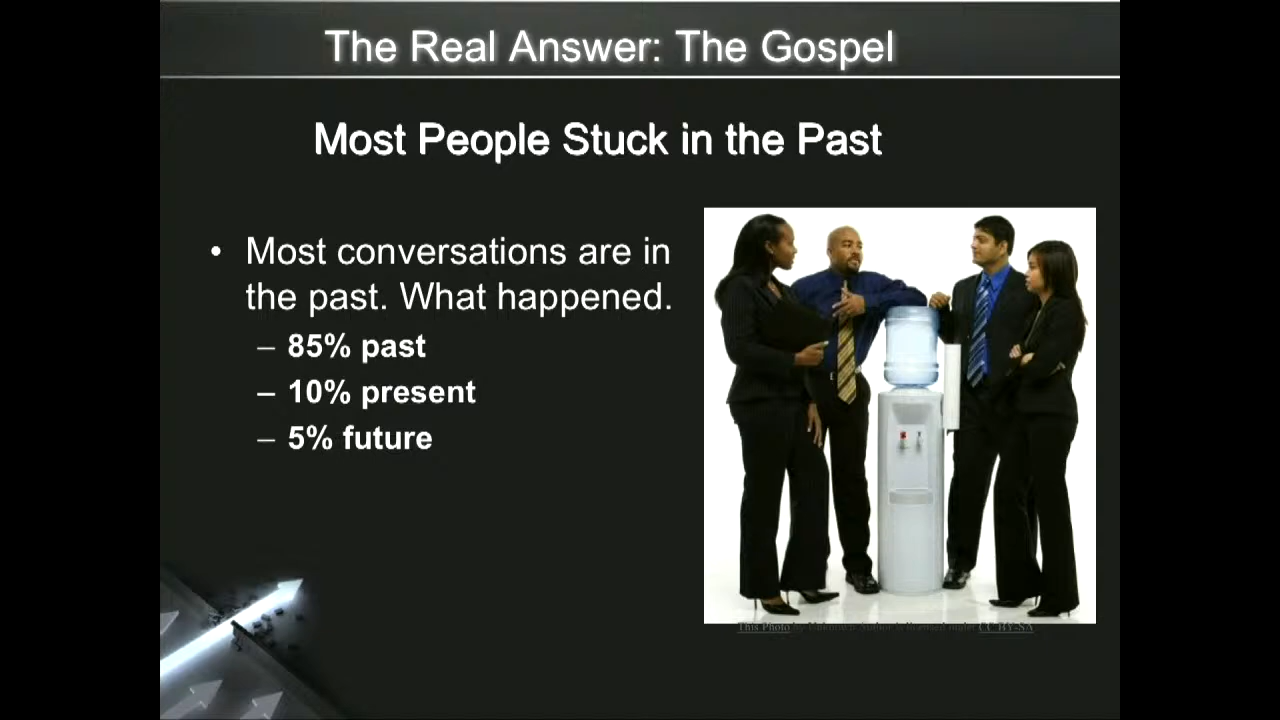 The Real Answer: The Gospel
Most People Stuck in the Past
• Most conversations are in
the past. What happened.
– 85% past
– 10% present
– 5% future
This Photo by Unknown Author is licensed under CC BY-SA